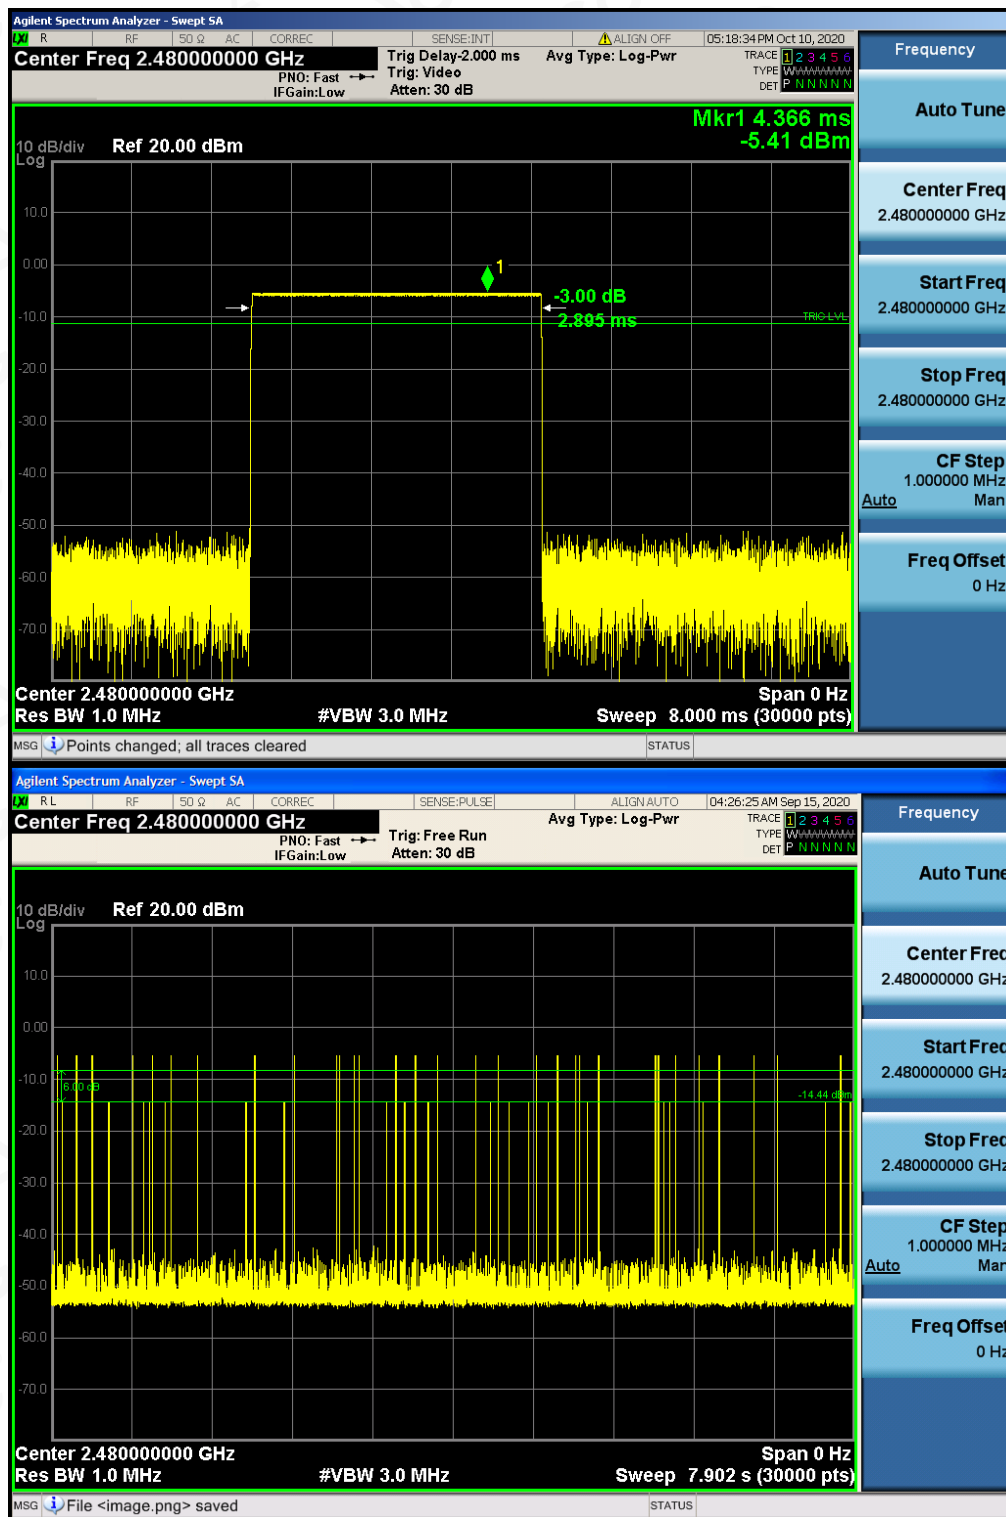 Agilent Spectrum Analyzer - Swept SA
LXI R RF 50 Ω AC CORREC SENSE:INT ALIGN OFF 05:18:34 PM Oct 10, 2020
Center Freq 2.480000000 GHz
PNO: Fast
IFGain:Low
Trig Delay-2.000 ms
Trig: Video
Atten: 30 dB
Avg Type: Log-Pwr
TRACE 1 2 3 4 5 6
TYPE W
DET P N N N N N
Frequency
Mkr1 4.366 ms
-5.41 dBm
10 dB/div Ref 20.00 dBm
Log
10.0
0.00
-10.0
-20.0
-30.0
-40.0
-50.0
-60.0
-70.0
1
-3.00 dB
2.895 ms
TRIG LVL
Auto Tune
Center Freq
2.480000000 GHz
Start Freq
2.480000000 GHz
Stop Freq
2.480000000 GHz
CF Step
1.000000 MHz
Auto Man
Freq Offset
0 Hz
Center 2.480000000 GHz Span 0 Hz
Res BW 1.0 MHz #VBW 3.0 MHz Sweep 8.000 ms (30000 pts)
MSG Points changed; all traces cleared STATUS
Agilent Spectrum Analyzer - Swept SA
LXI RL RF 50 Ω AC CORREC SENSE:PULSE ALIGN AUTO 04:26:25 AM Sep 15, 2020
Center Freq 2.480000000 GHz
PNO: Fast
IFGain:Low
Trig: Free Run
Atten: 30 dB
Avg Type: Log-Pwr
TRACE 1 2 3 4 5 6
TYPE W
DET P N N N N N
Frequency
10 dB/div Ref 20.00 dBm
Log
10.0
0.00
-10.0
-20.0
-30.0
-40.0
-50.0
-60.0
-70.0
6.00 dB
-14.44 dBm
Auto Tune
Center Freq
2.480000000 GHz
Start Freq
2.480000000 GHz
Stop Freq
2.480000000 GHz
CF Step
1.000000 MHz
Auto Man
Freq Offset
0 Hz
Center 2.480000000 GHz Span 0 Hz
Res BW 1.0 MHz #VBW 3.0 MHz Sweep 7.902 s (30000 pts)
MSG File <image.png> saved STATUS